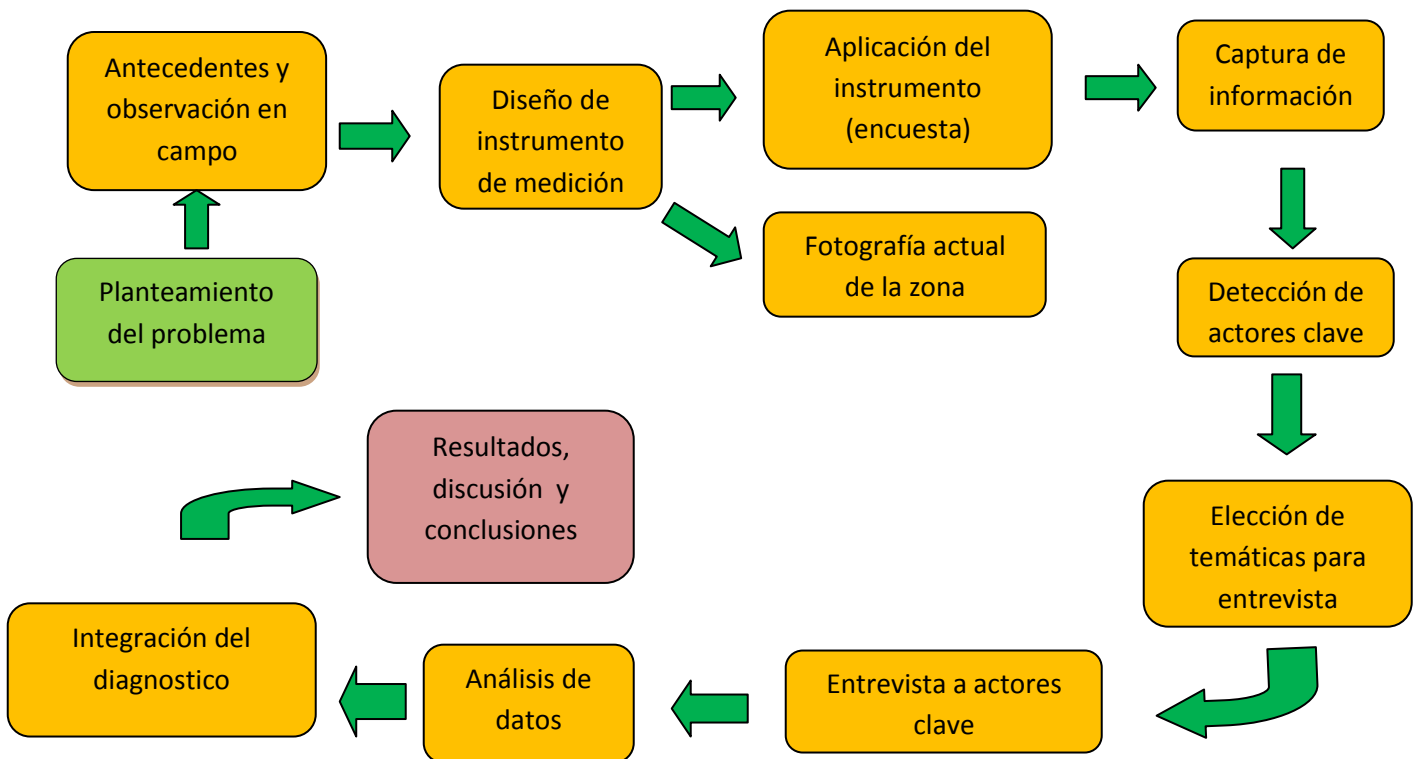 Planteamiento
del problema
Antecedentes y
observación en
campo
Diseño de
instrumento
de medición
Aplicación del
instrumento
(encuesta)
Fotografía actual
de la zona
Captura de
información
Detección de
actores clave
Elección de
temáticas para
entrevista
Entrevista a actores
clave
Análisis de
datos
Integración del
diagnostico
Resultados,
discusión y
conclusiones